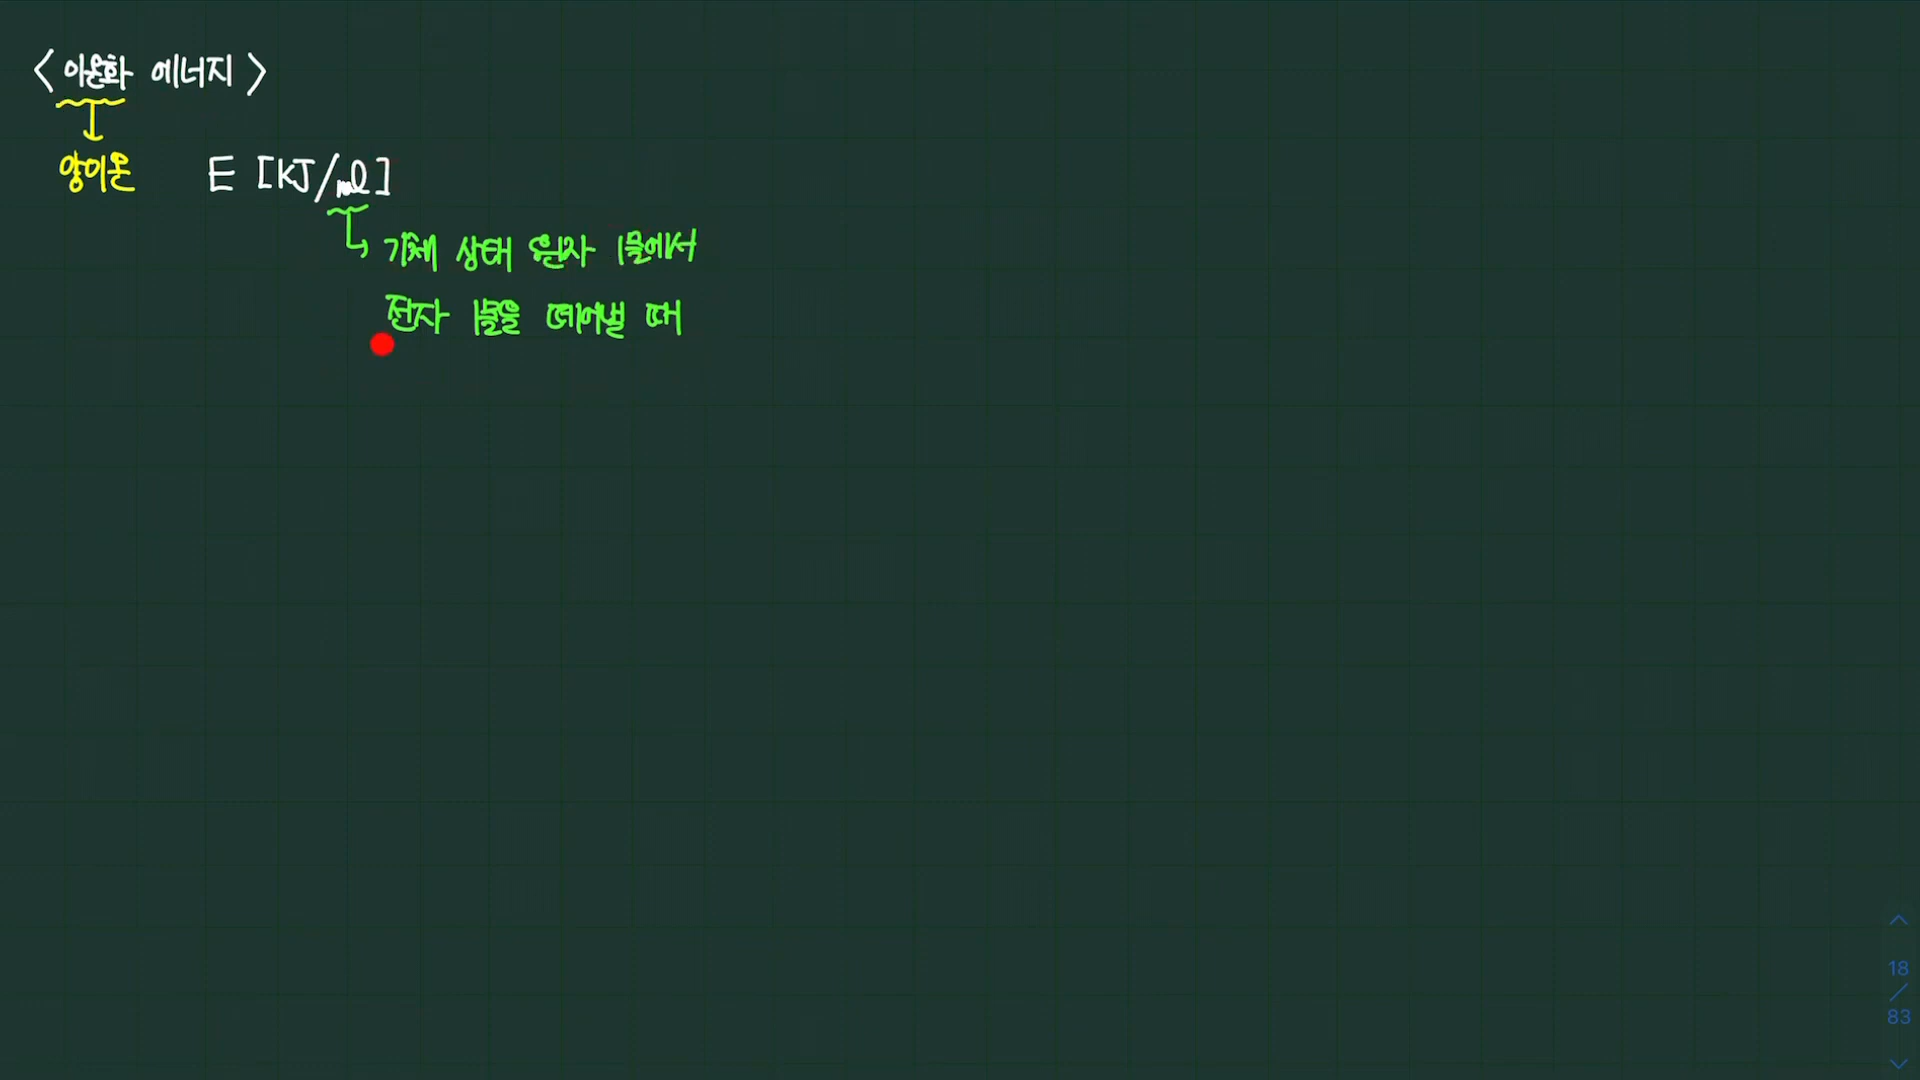 <이온화 에너지>
양이온 E [KJ/mol]
기체 상태 원자 1몰에서
전자 1몰을 떼어낼 때
18
/
83